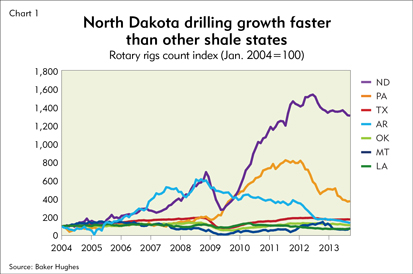 Chart 1
North Dakota drilling growth faster
than other shale states
Rotary rigs count index (Jan. 2004=100)
1,800
1,600
1,400
1,200
1,000
800
600
400
200
0
2004 2005 2006 2007 2008 2009 2010 2011 2012 2013
ND
PA
TX
AR
OK
MT
LA
Source: Baker Hughes